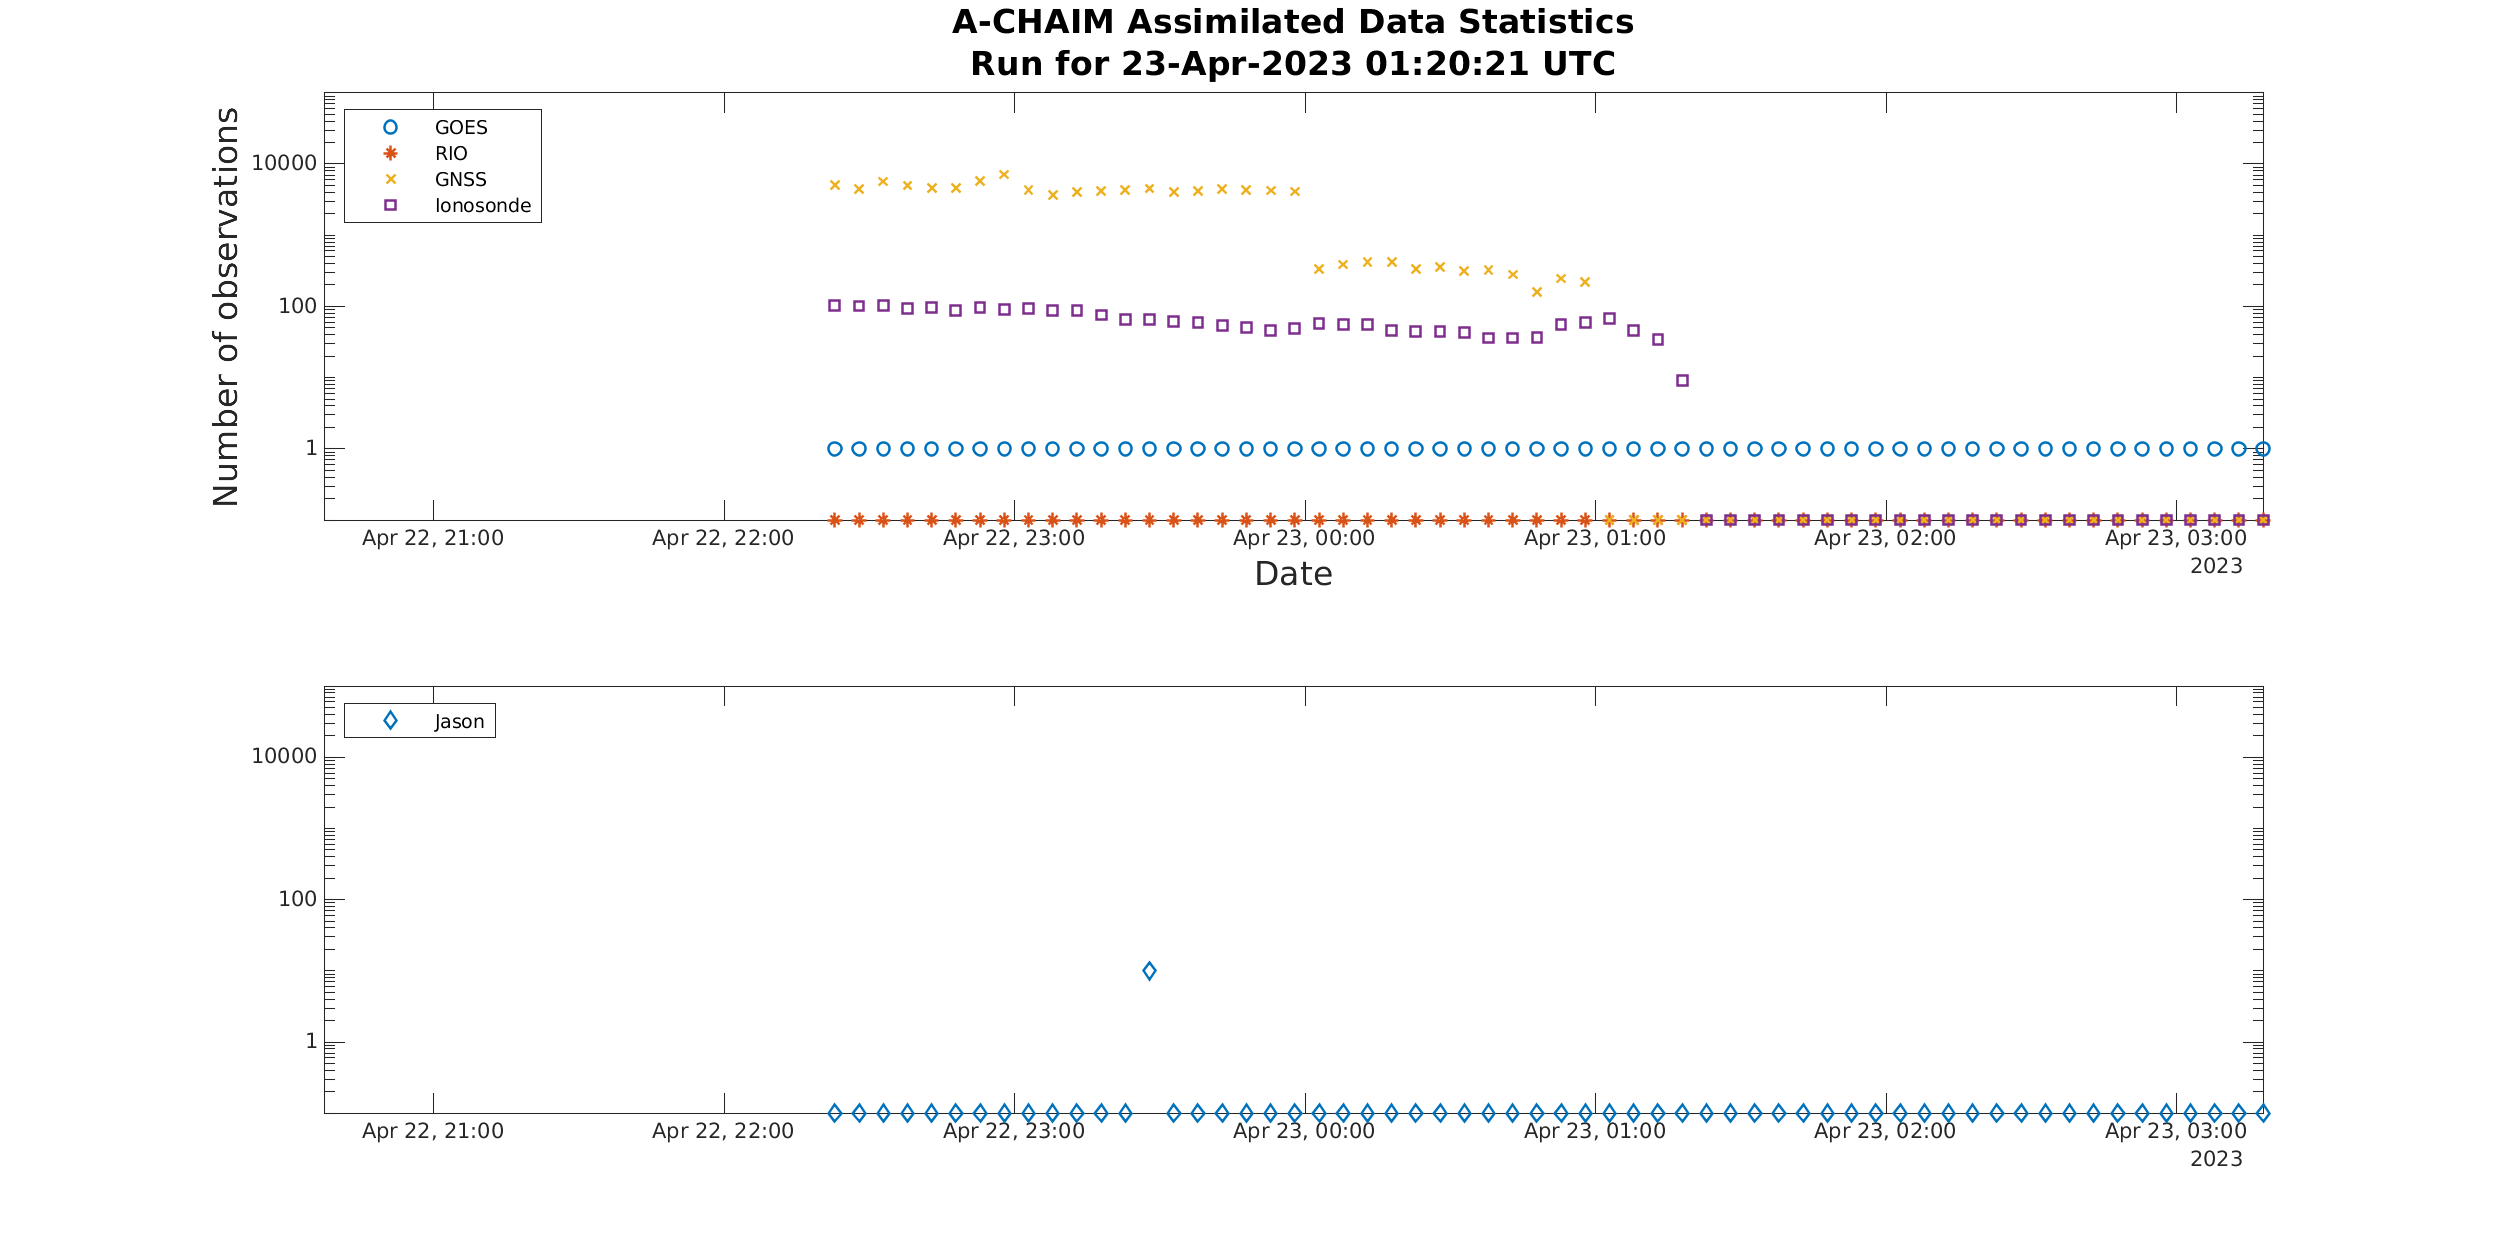 A-CHAIM Assimilated Data Statistics
Run for 23-Apr-2023 01:20:21 UTC
Number of observations
10000
100
1
GOES
RIO
GNSS
Ionosonde
Apr 22, 21:00 Apr 22, 22:00 Apr 22, 23:00 Apr 23, 00:00 Apr 23, 01:00 Apr 23, 02:00 Apr 23, 03:00
2023
Date
10000
100
1
Jason
Apr 22, 21:00 Apr 22, 22:00 Apr 22, 23:00 Apr 23, 00:00 Apr 23, 01:00 Apr 23, 02:00 Apr 23, 03:00
2023